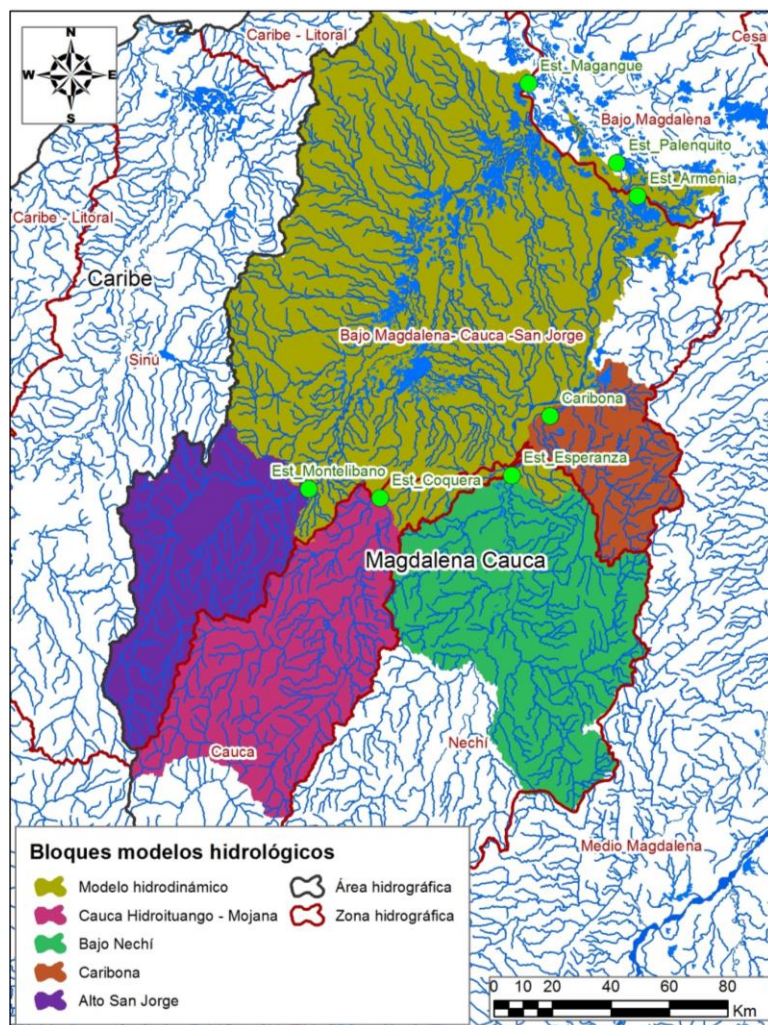 N
W
E
S
Caribe - Litoral
Cesar
Est_Magangue
Bajo Magdalena
Est_Palenquito
Est_Armenia
Caribe - Litoral
Caribe
Sinú
Bajo Magdalena- Cauca -San Jorge
Caribona
Est_Montelibano
Est_Coquera
Est_Esperanza
Magdalena Cauca
Cauca
Nechí
Medio Magdalena
Bloques modelos hidrológicos
Modelo hidrodinámico
Cauca Hidroituango - Mojana
Bajo Nechí
Caribona
Alto San Jorge
Área hidrográfica
Zona hidrográfica
0 10 20 40 60 80
Km